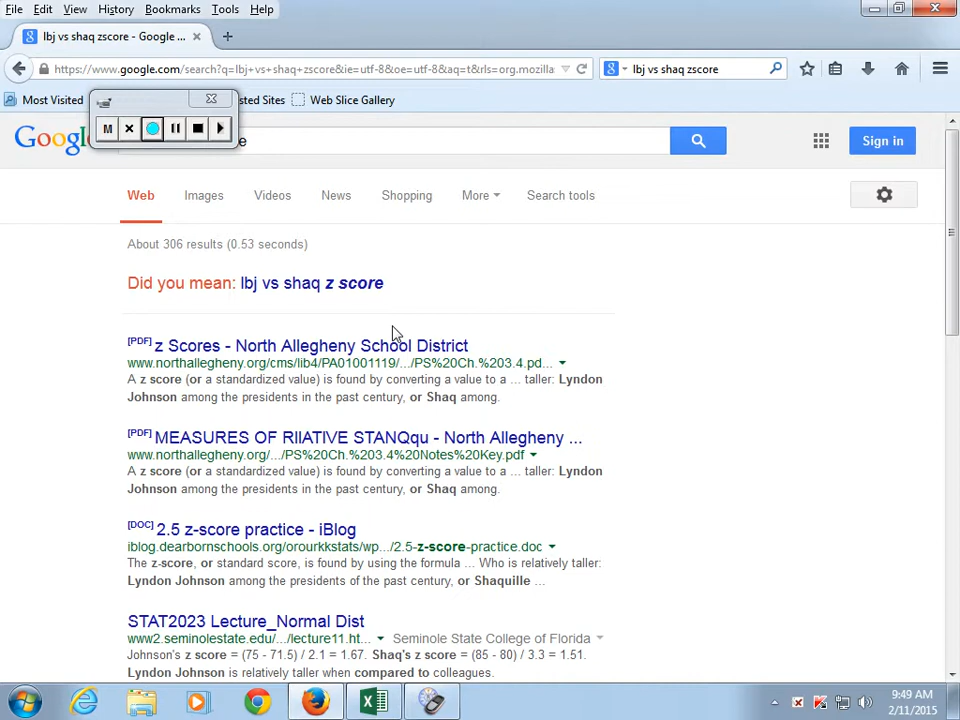 File Edit View History Bookmarks Tools Help
lbj vs shaq zscore - Google ... × +
https://www.google.com/search?q=lbj+vs+shaq+zscore&ie=utf-8&oe=utf-8&aq=t&rls=org.mozilla
lbj vs shaq zscore
Most Visited
sted Sites
Web Slice Gallery
M
Google
e
Sign in
Web Images Videos News Shopping More Search tools
About 306 results (0.53 seconds)
Did you mean: lbj vs shaq z score
[PDF] z Scores - North Allegheny School District
www.northallegheny.org/cms/lib4/PA01001119/.../PS%20Ch.%203.4.pd...
A z score (or a standardized value) is found by converting a value to a ... taller: Lyndon
Johnson among the presidents in the past century, or Shaq among.
[PDF] MEASURES OF RIIATIVE STANQqu - North Allegheny ...
www.northallegheny.org/.../PS%20Ch.%203.4%20Notes%20Key.pdf
A z score (or a standardized value) is found by converting a value to a ... taller: Lyndon
Johnson among the presidents in the past century, or Shaq among.
[DOC] 2.5 z-score practice - iBlog
iblog.dearbornschools.org/orourkkstats/wp.../2.5-z-score-practice.doc
The z-score, or standard score, is found by using the formula ... Who is relatively taller:
Lyndon Johnson among the presidents of the past century, or Shaquille ...
STAT2023 Lecture_Normal Dist
www2.seminolestate.edu/.../lecture11.ht... Seminole State College of Florida
Johnson's z score = (75 - 71.5) / 2.1 = 1.67. Shaq's z score = (85 - 80) / 3.3 = 1.51.
Lyndon Johnson is relatively taller when compared to colleagues.
9:49 AM
2/11/2015